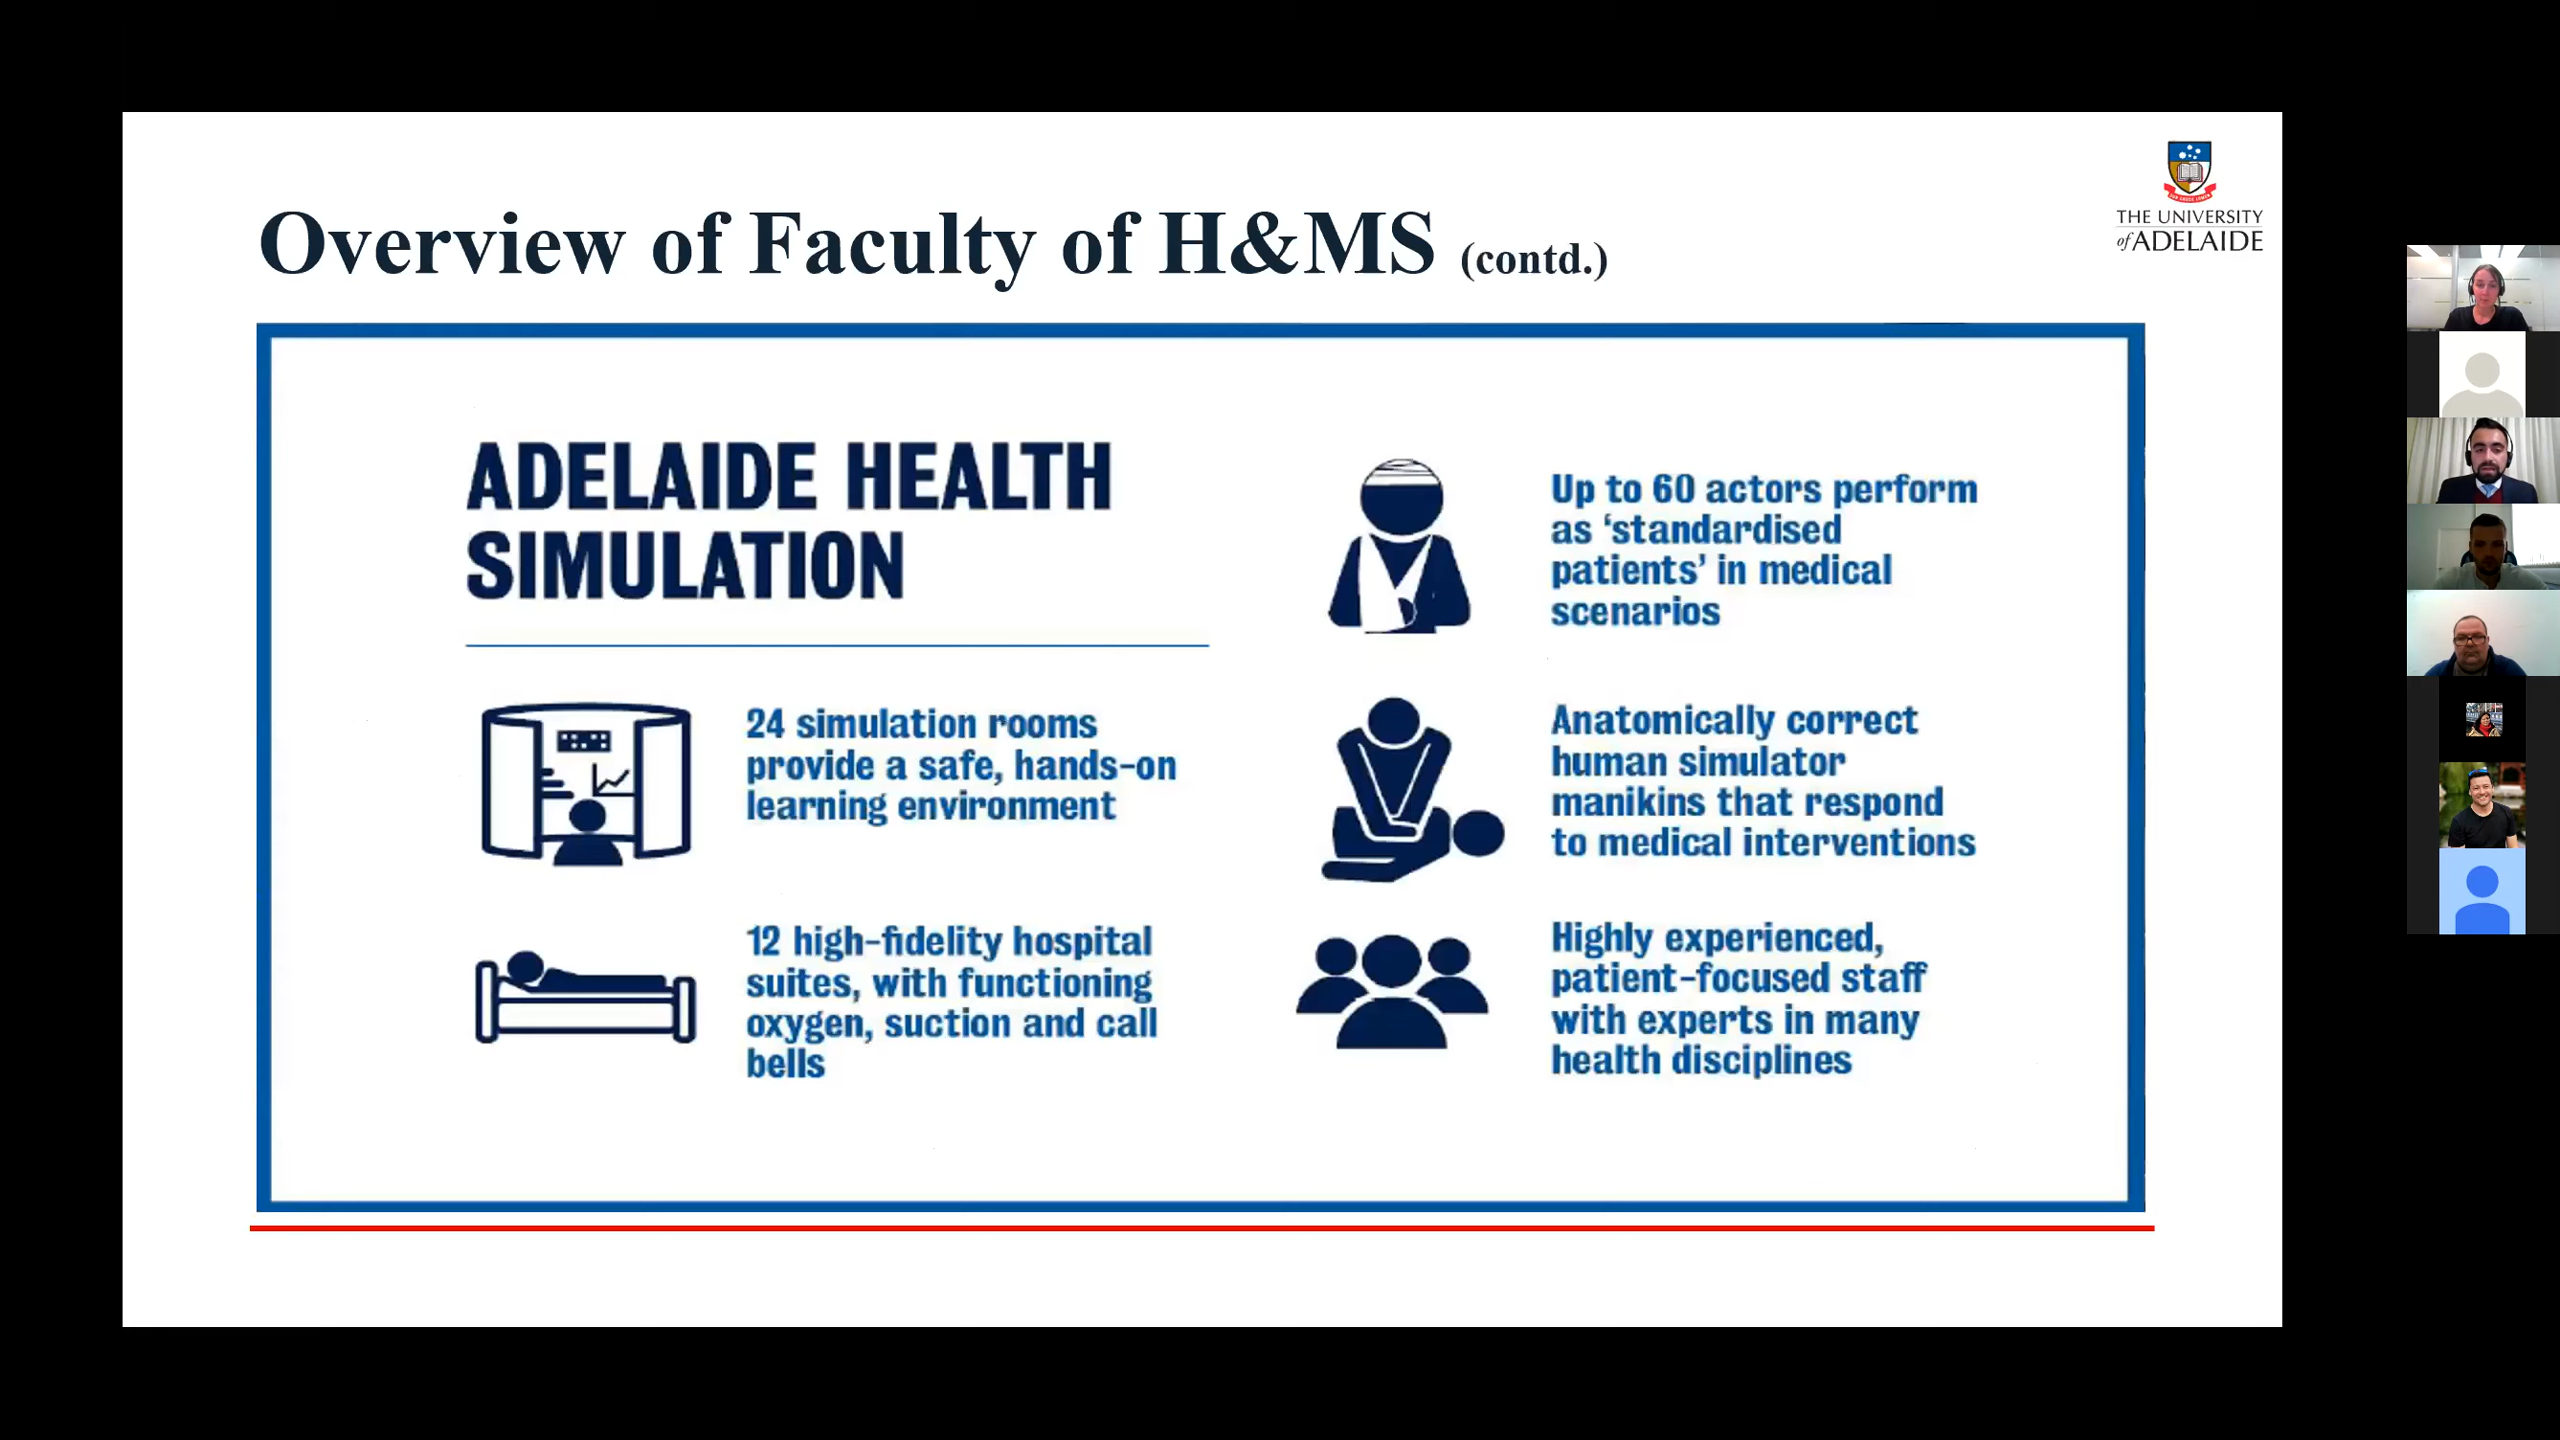 Overview of Faculty of H&MS (contd.)
THE UNIVERSITY
of ADELAIDE
ADELAIDE HEALTH
SIMULATION
24 simulation rooms
provide a safe, hands-on
learning environment
12 high-fidelity hospital
suites, with functioning
oxygen, suction and call
bells
Up to 60 actors perform
as ‘standardised
patients’ in medical
scenarios
Anatomically correct
human simulator
manikins that respond
to medical interventions
Highly experienced,
patient-focused staff
with experts in many
health disciplines